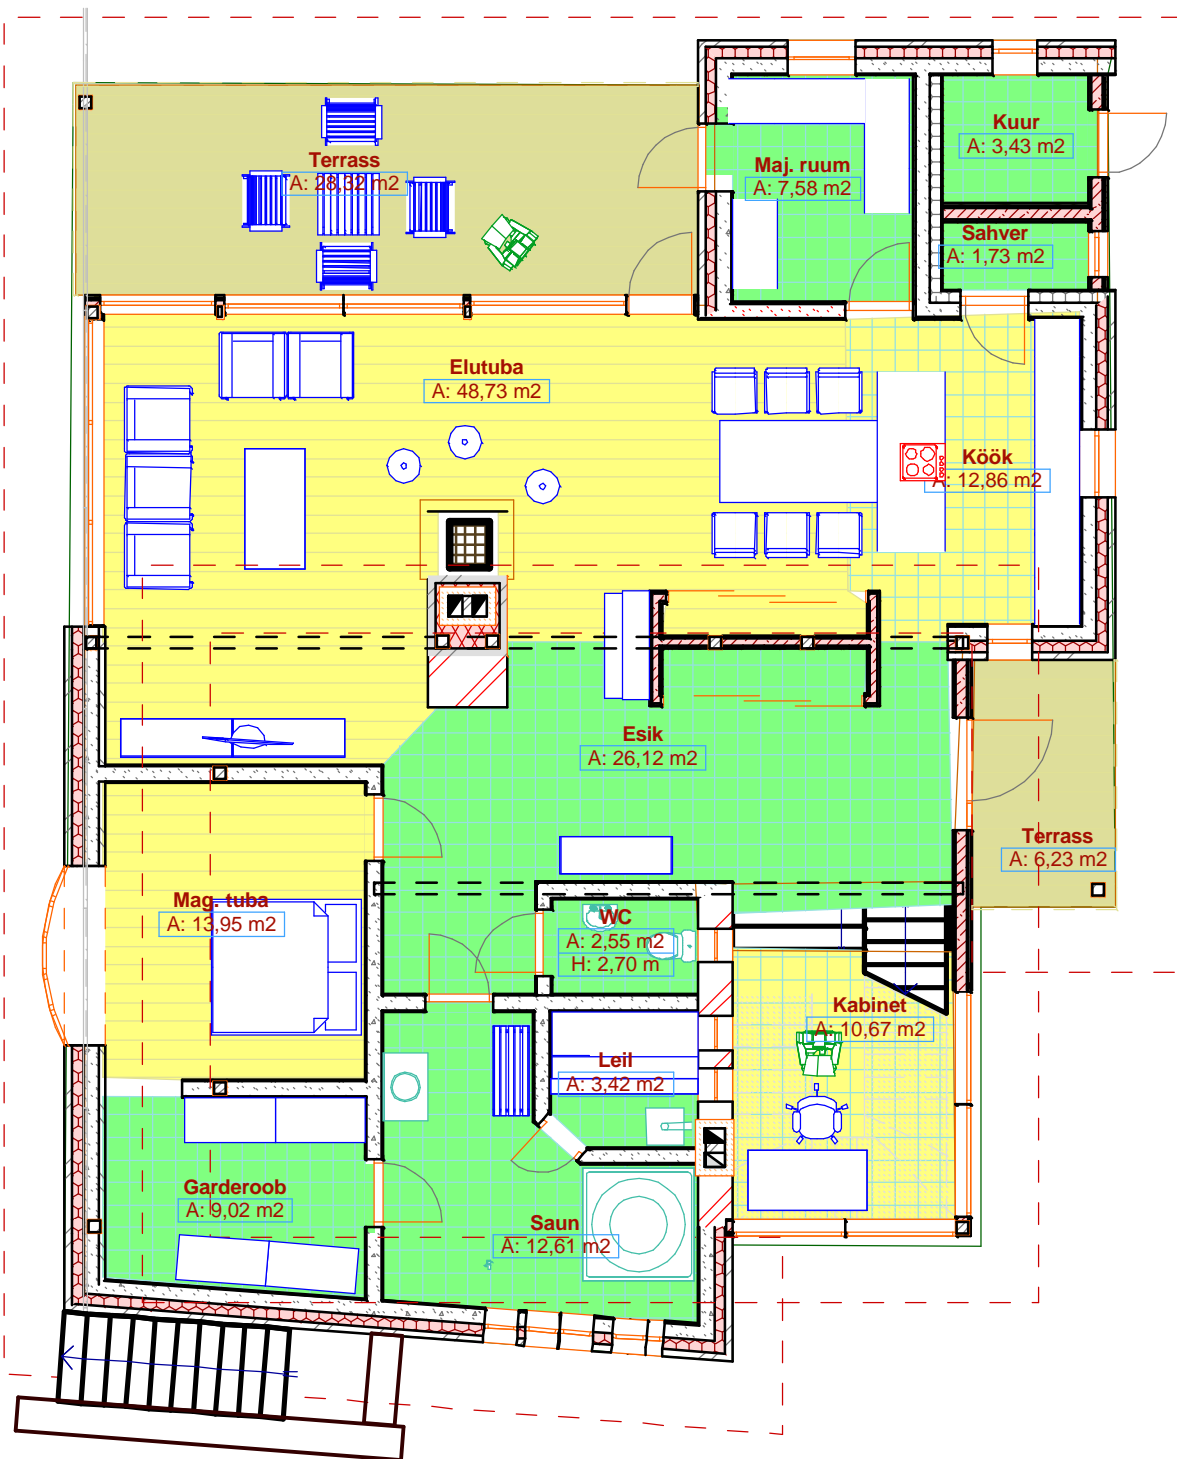 Kuur
A: 3,43 m2
Terrass
A: 28,32 m2
Maj. ruum
A: 7,58 m2
Sahver
A: 1,73 m2
Elutuba
A: 48,73 m2
Köök
A: 12,86 m2
Esik
A: 26,12 m2
Terrass
A: 6,23 m2
Mag. tuba
A: 13,95 m2
WC
A: 2,55 m2
H: 2,70 m
Kabinet
A: 10,67 m2
Leil
A: 3,42 m2
Garderoob
A: 9,02 m2
Saun
A: 12,61 m2